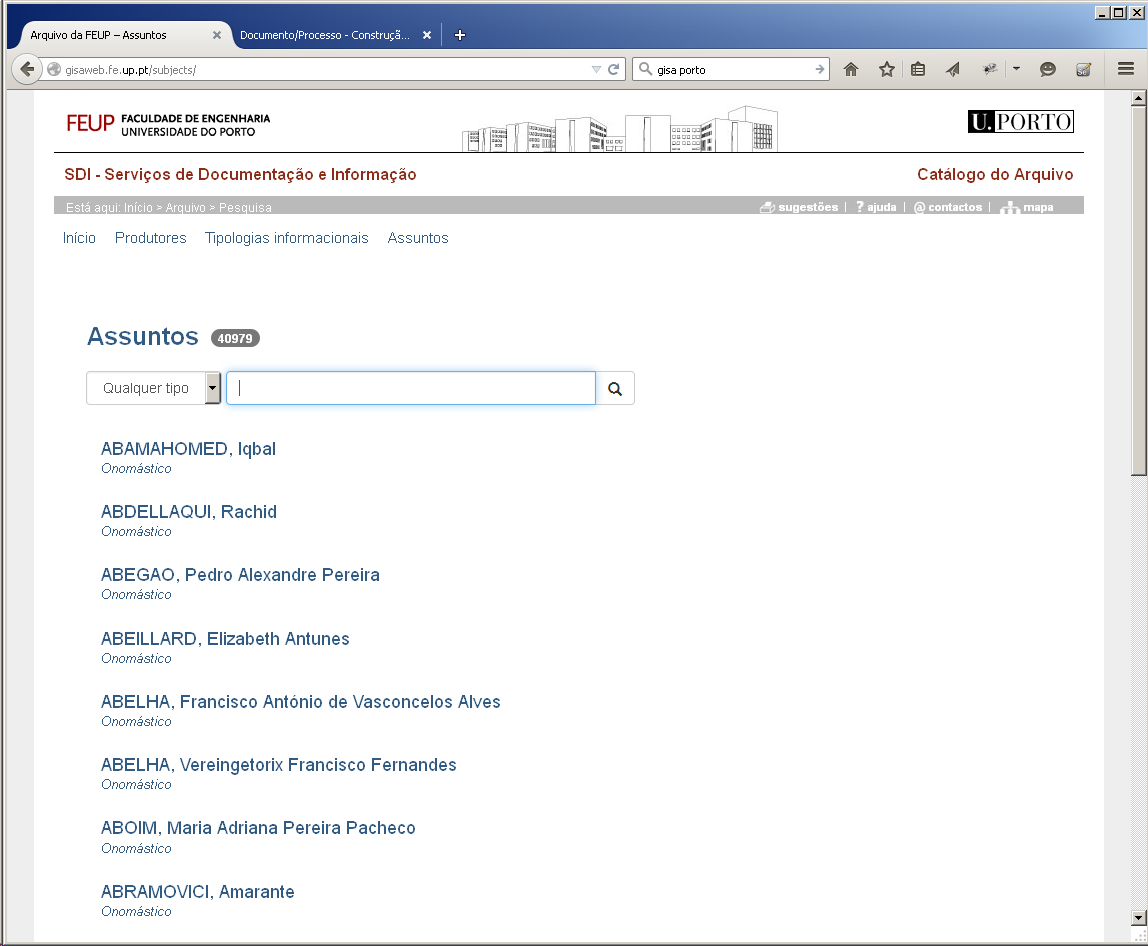 Arquivo da FEUP – Assuntos
Documento/Processo - Construçã...
gisaweb.fe.up.pt/subjects/
gisa porto
FEUP FACULDADE DE ENGENHARIA
UNIVERSIDADE DO PORTO
U.PORTO
SDI - Serviços de Documentação e Informação
Catálogo do Arquivo
Está aqui: Início > Arquivo > Pesquisa
sugestões | ? ajuda | @ contactos | mapa
Início Produtores Tipologias informacionais Assuntos
Assuntos 40979
Qualquer tipo
ABAMAHOMED, Iqbal
Onomástico
ABDELLAQUI, Rachid
Onomástico
ABEGAO, Pedro Alexandre Pereira
Onomástico
ABEILLARD, Elizabeth Antunes
Onomástico
ABELHA, Francisco António de Vasconcelos Alves
Onomástico
ABELHA, Vereingetorix Francisco Fernandes
Onomástico
ABOIM, Maria Adriana Pereira Pacheco
Onomástico
ABRAMOVICI, Amarante
Onomástico